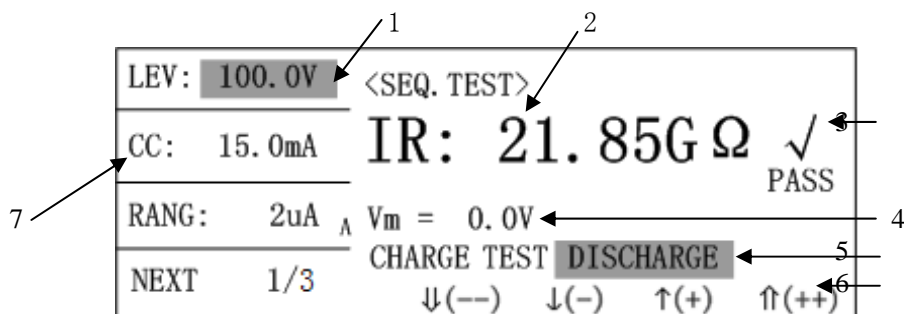 1 2
LEV: 100.0V
<SEQ.TEST>
CC: 15.0mA
IR: 21.85GΩ
√ 3
PASS
7
RANG: 2uA A
Vm = 0.0V 4
CHARGE TEST DISCHARGE 5
NEXT 1/3
⇓(--) ↓(-) ↑(+) ⇑(++) 6